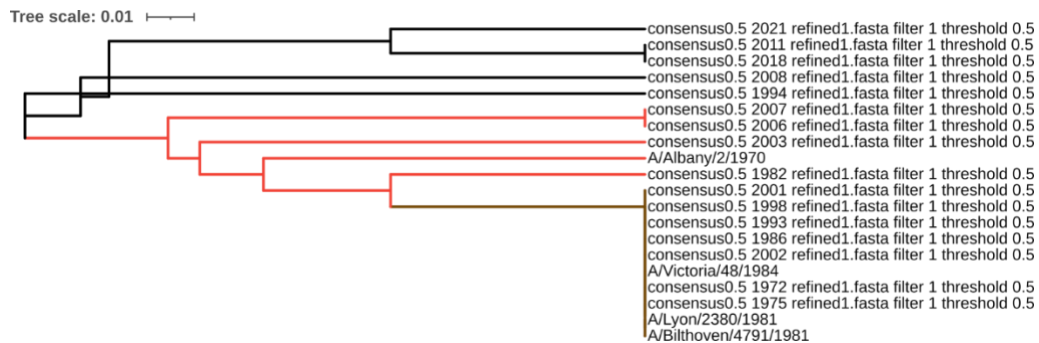 Tree scale: 0.01
consensus0.5 2021 refined1.fasta filter 1 threshold 0.5
consensus0.5 2011 refined1.fasta filter 1 threshold 0.5
consensus0.5 2018 refined1.fasta filter 1 threshold 0.5
consensus0.5 2008 refined1.fasta filter 1 threshold 0.5
consensus0.5 1994 refined1.fasta filter 1 threshold 0.5
consensus0.5 2007 refined1.fasta filter 1 threshold 0.5
consensus0.5 2006 refined1.fasta filter 1 threshold 0.5
consensus0.5 2003 refined1.fasta filter 1 threshold 0.5
A/Albany/2/1970
consensus0.5 1982 refined1.fasta filter 1 threshold 0.5
consensus0.5 2001 refined1.fasta filter 1 threshold 0.5
consensus0.5 1998 refined1.fasta filter 1 threshold 0.5
consensus0.5 1993 refined1.fasta filter 1 threshold 0.5
consensus0.5 1986 refined1.fasta filter 1 threshold 0.5
consensus0.5 2002 refined1.fasta filter 1 threshold 0.5
A/Victoria/48/1984
consensus0.5 1972 refined1.fasta filter 1 threshold 0.5
consensus0.5 1975 refined1.fasta filter 1 threshold 0.5
A/Lyon/2380/1981
A/Bilthoven/4791/1981